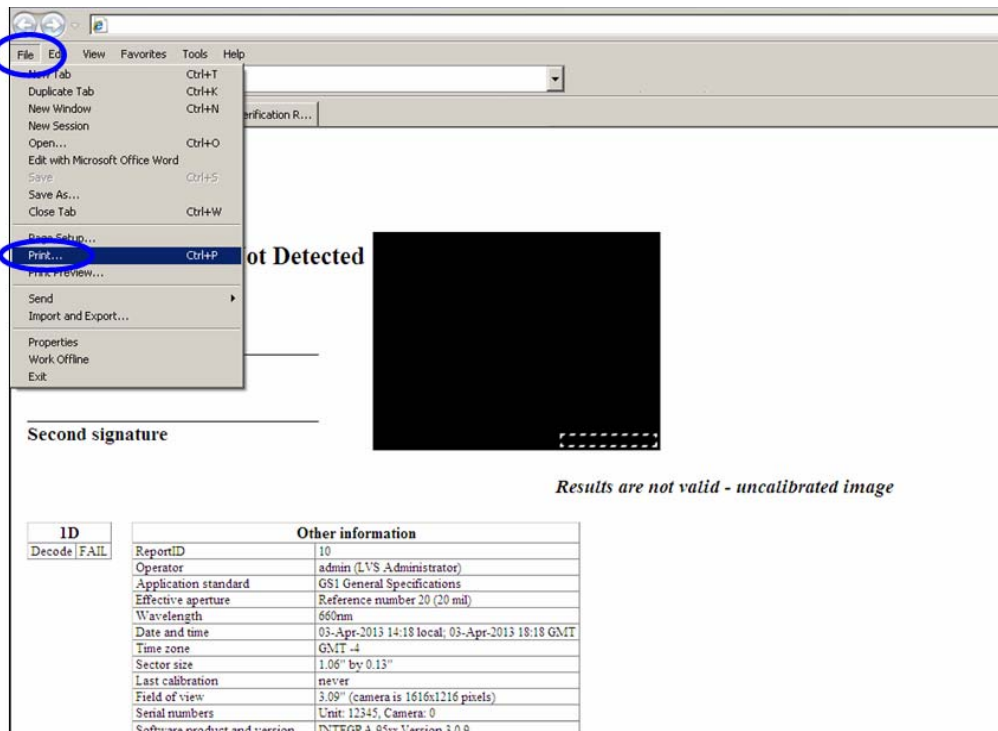 File Edit View Favorites Tools Help
New Tab Ctrl+T
Duplicate Tab Ctrl+K
New Window Ctrl+N
New Session
Open... Ctrl+O
Edit with Microsoft Office Word
Save Ctrl+S
Save As...
Close Tab Ctrl+W
Page Setup...
Print... Ctrl+P
Print Preview...
Send
Import and Export...
Properties
Work Offline
Exit
erification R...
ot Detected
Second signature
Results are not valid - uncalibrated image
1D
Decode FAIL
Other information
ReportID 10
Operator admin (LVS Administrator)
Application standard GS1 General Specifications
Effective aperture Reference number 20 (20 mil)
Wavelength 660nm
Date and time 03-Apr-2013 14:18 local; 03-Apr-2013 18:18 GMT
Time zone GMT -4
Sector size 1.06" by 0.13"
Last calibration never
Field of view 3.09" (camera is 1616x1216 pixels)
Serial numbers Unit: 12345, Camera: 0
Software product and version INTEGRA 95xx Version 3.0.9